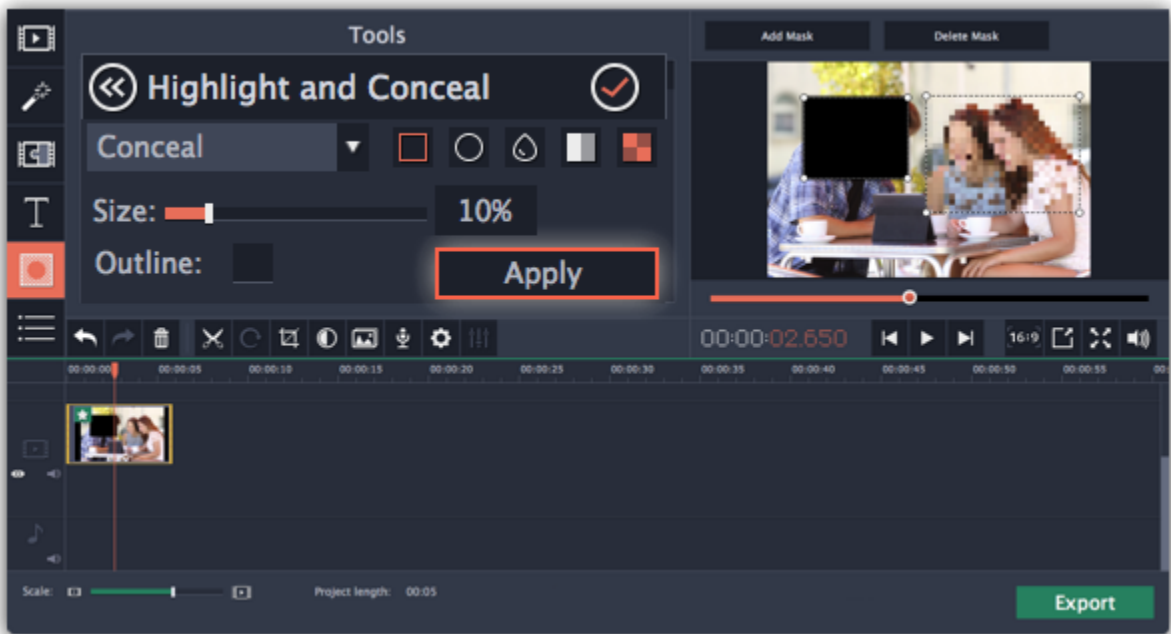 Tools
Add Mask
Delete Mask
Highlight and Conceal
Conceal
Size:
10%
Outline:
Apply
T
00:00:02.650
16:9
00:00:00
00:00:05
00:00:10
00:00:15
00:00:20
00:00:25
00:00:30
00:00:35
00:00:40
00:00:45
00:00:50
00:00:55
00:
Scale:
Project length: 00:05
Export